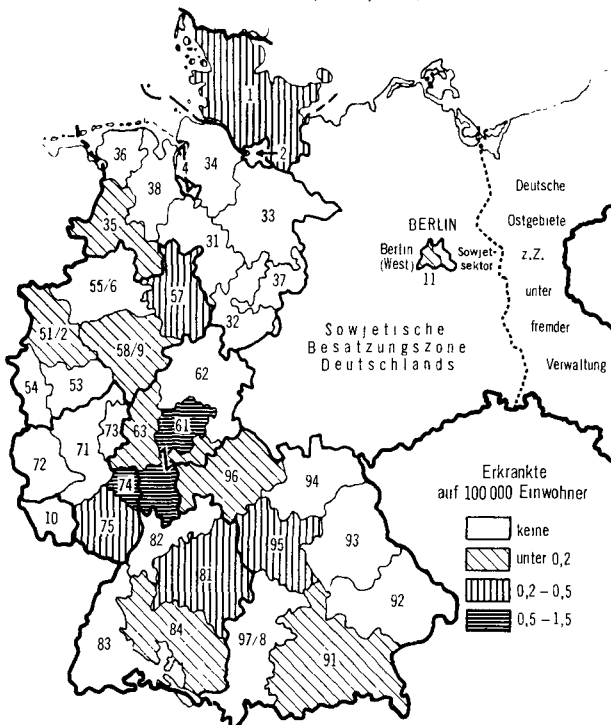 1
2
36
4
34
38
33
35
31
37
55/6
57
32
51/2
58/9
54
53
62
61
73
63
71
72
96
94
74
10
75
82
93
95
81
92
83
84
97/8
91
BERLIN
Berlin
(West)
Sowjet-
sektor
11
Deutsche
Ostgebiete
z.Z.
unter
fremder
Verwaltung
Sowjetische
Besatzungszone
Deutschlands
Erkrankte
auf 100 000 Einwohner
keine
unter 0,2
0,2 – 0,5
0,5 – 1,5